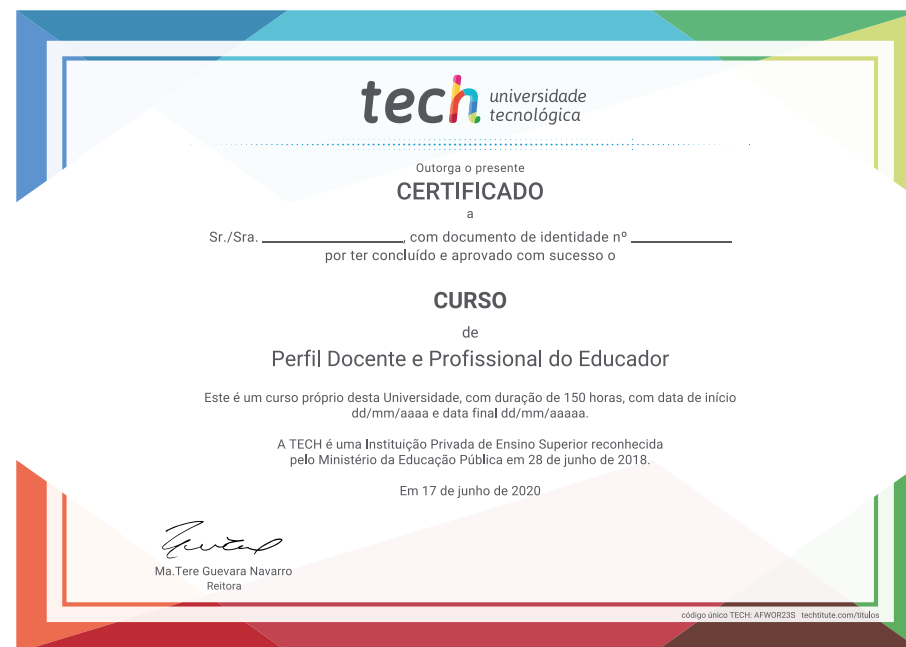 tech universidade
tecnológica
Outorga o presente
CERTIFICADO
a
Sr./Sra. ____________, com documento de identidade nº ____________
por ter concluído e aprovado com sucesso o
CURSO
de
Perfil Docente e Profissional do Educador
Este é um curso próprio desta Universidade, com duração de 150 horas, com data de início
dd/mm/aaaa e data final dd/mm/aaaaa.
A TECH é uma Instituição Privada de Ensino Superior reconhecida
pelo Ministério da Educação Pública em 28 de junho de 2018.
Em 17 de junho de 2020
Ma.Tere Guevara Navarro
Reitora
código único TECH: AFWOR23S techtitute.com/títulos